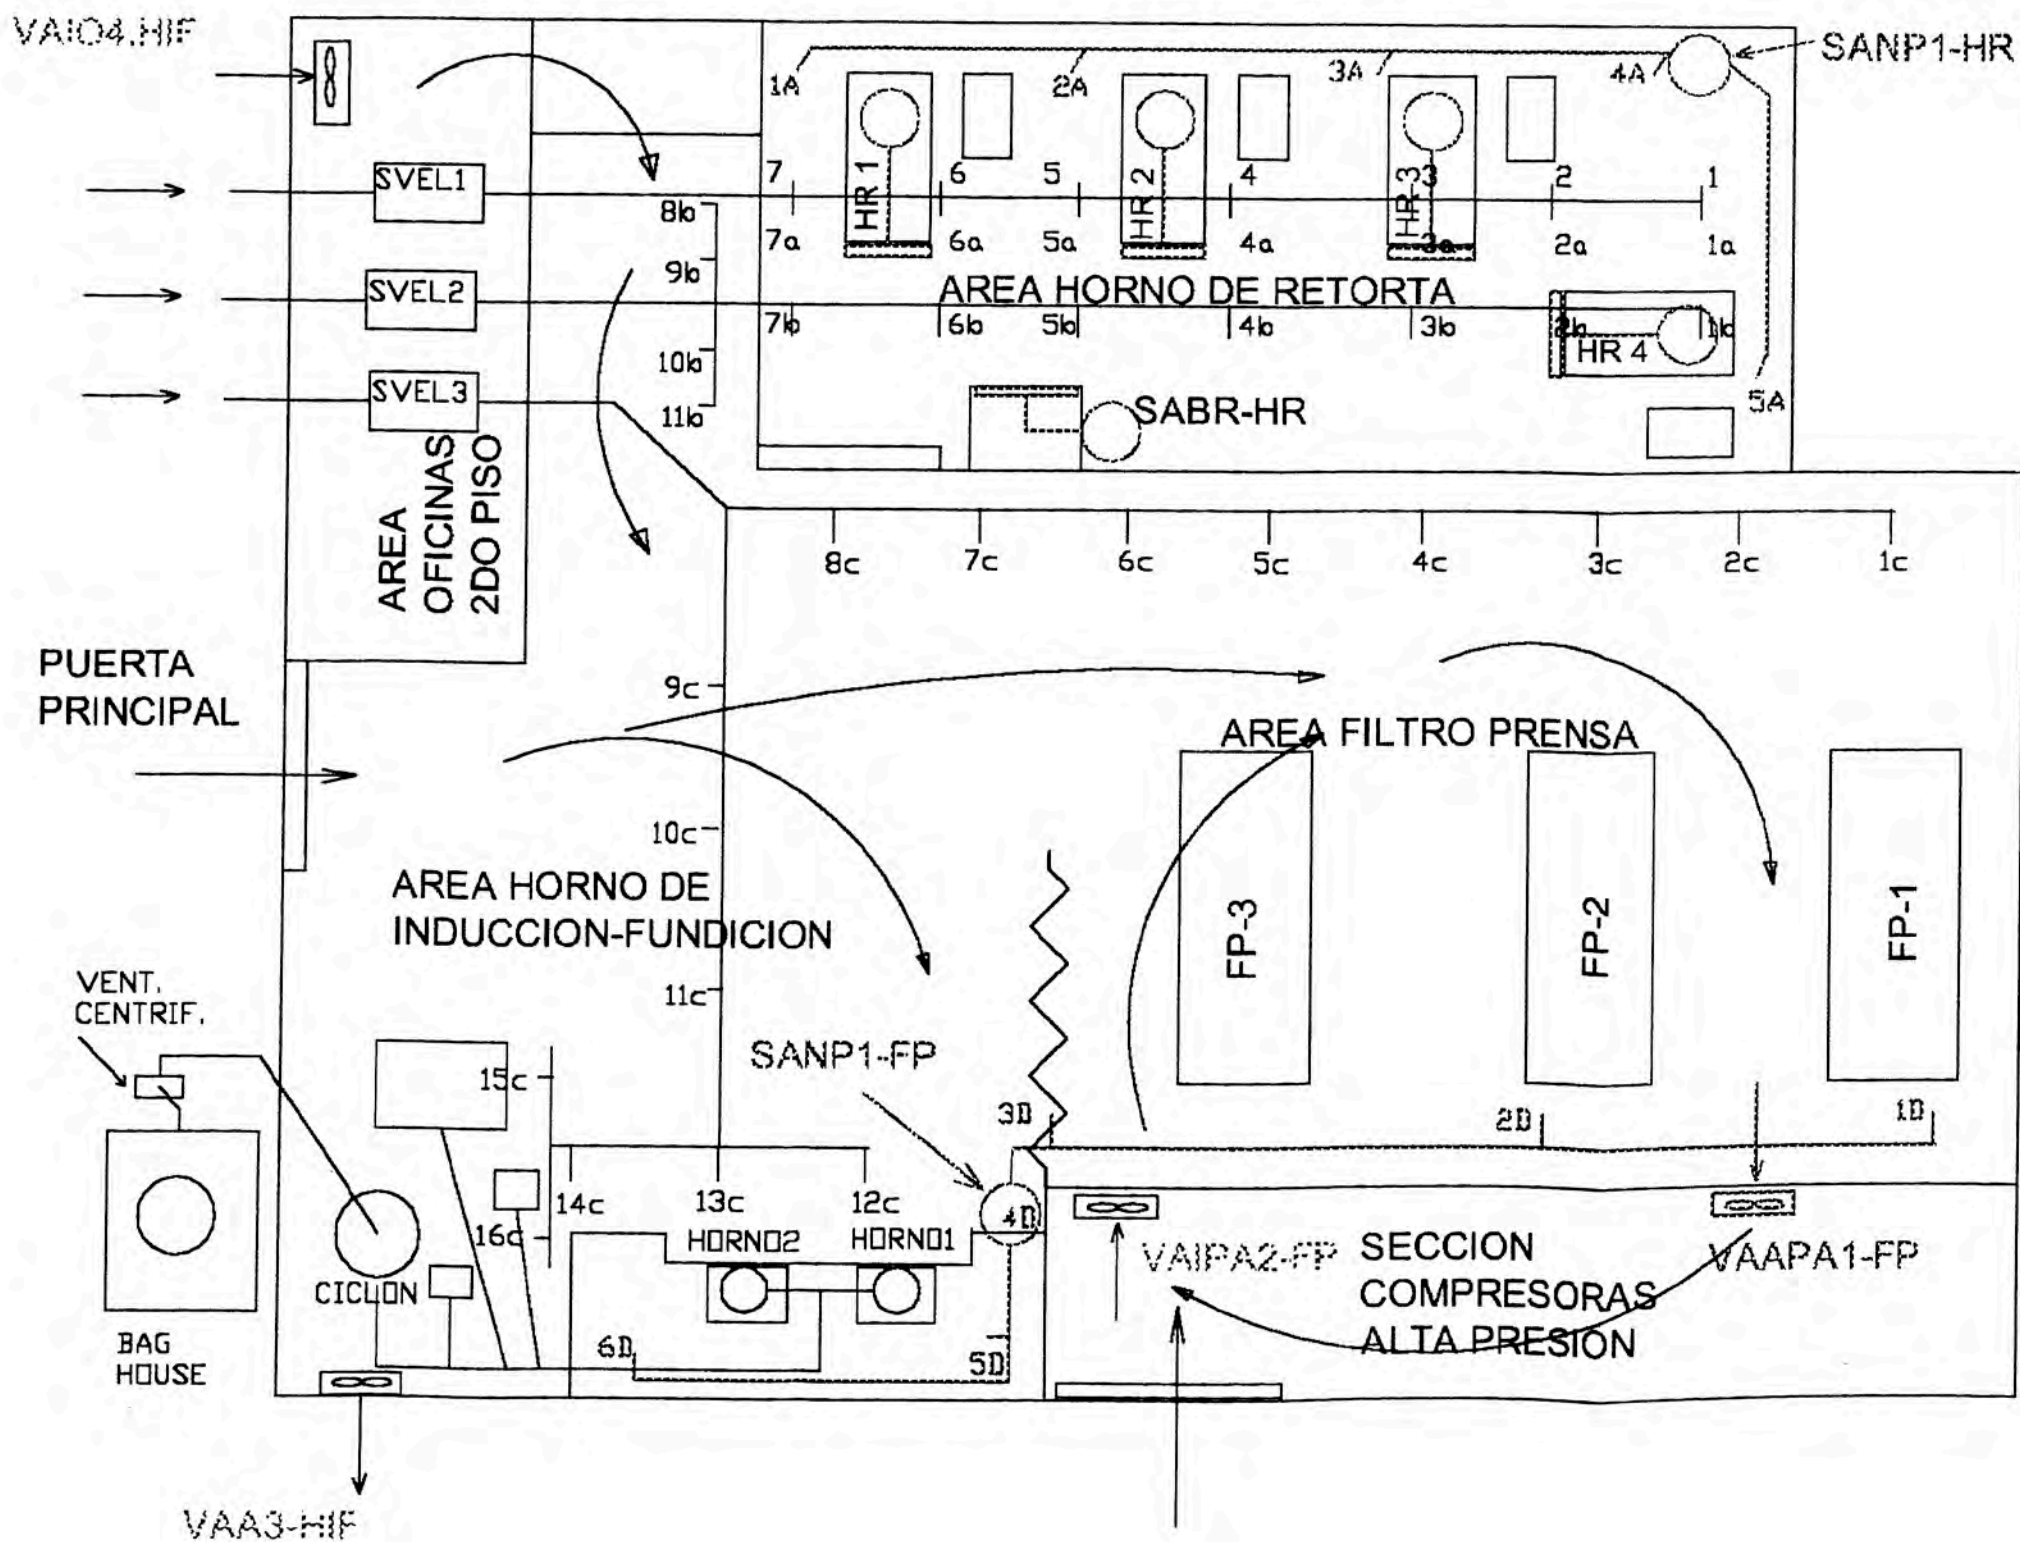 VAIO4.HIF
SANP1-HR
1A
2A
3A
4A
5A
SVEL1
SVEL2
SVEL3
HR 1
HR 2
HR 3
HR 4
7
6
5
4
3
2
1
7a
6a
5a
4a
3a
2a
1a
8b
9b
10b
11b
AREA HORNO DE RETORTA
7b
6b
5b
4b
3b
2b
1b
SABR-HR
AREA
OFICINAS
2DO PISO
8c
7c
6c
5c
4c
3c
2c
1c
PUERTA
PRINCIPAL
9c
10c
11c
AREA FILTRO PRENSA
AREA HORNO DE
INDUCCION-FUNDICION
FP-3
FP-2
FP-1
VENT.
CENTRIF.
SANP1-FP
15c
16c
14c
13c
12c
3D
2D
1D
4D
5D
6D
HORNO2
HORNO1
CICLON
BAG
HOUSE
VAIPA2-FP
VAAPA1-FP
SECCION
COMPRESORAS
ALTA PRESION
VAA3-HIF